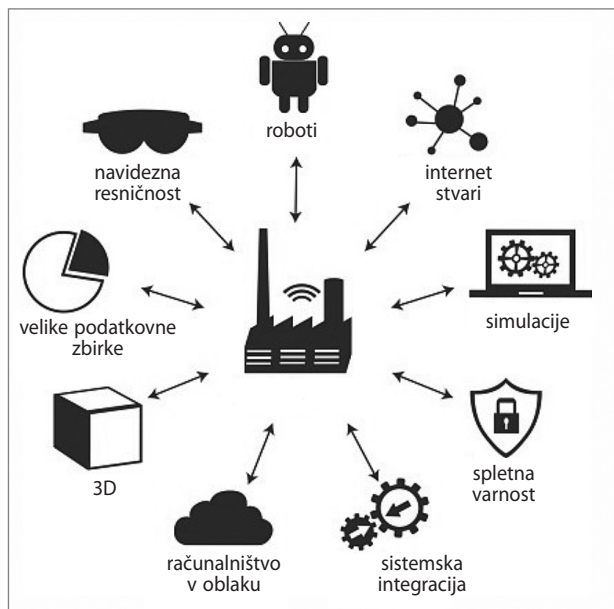 roboti
navidezna
resničnost
internet
stvari
velike podatkovne
zbirke
simulacije
3D
spletna
varnost
računalništvo
v oblaku
sistemska
integracija